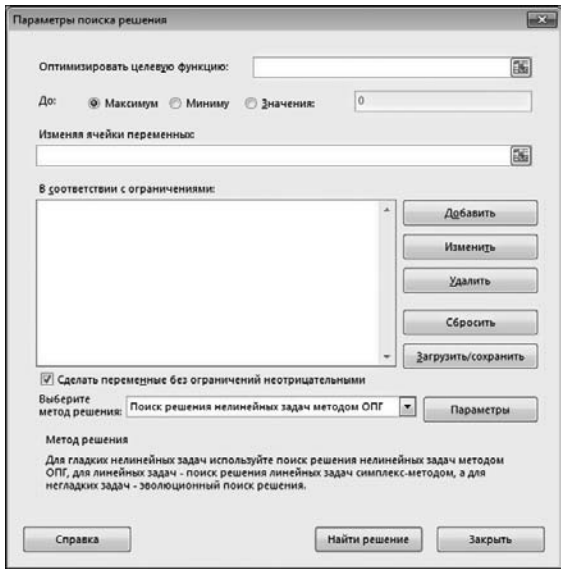 Параметры поиска решения
Оптимизировать целевую функцию:
До: Максимум Миниму Значения: 0
Изменяя ячейки переменных:
В соответствии с ограничениями:
Добавить
Изменить
Удалить
Сбросить
Загрузить/сохранить
Сделать переменные без ограничений неотрицательными
Выберите
метод решения: Поиск решения нелинейных задач методом ОПГ Параметры
Метод решения
Для гладких нелинейных задач используйте поиск решения нелинейных задач методом
ОПГ, для линейных задач - поиск решения линейных задач симплекс-методом, а для
негладких задач - эволюционный поиск решения.
Справка Найти решение Закрыть